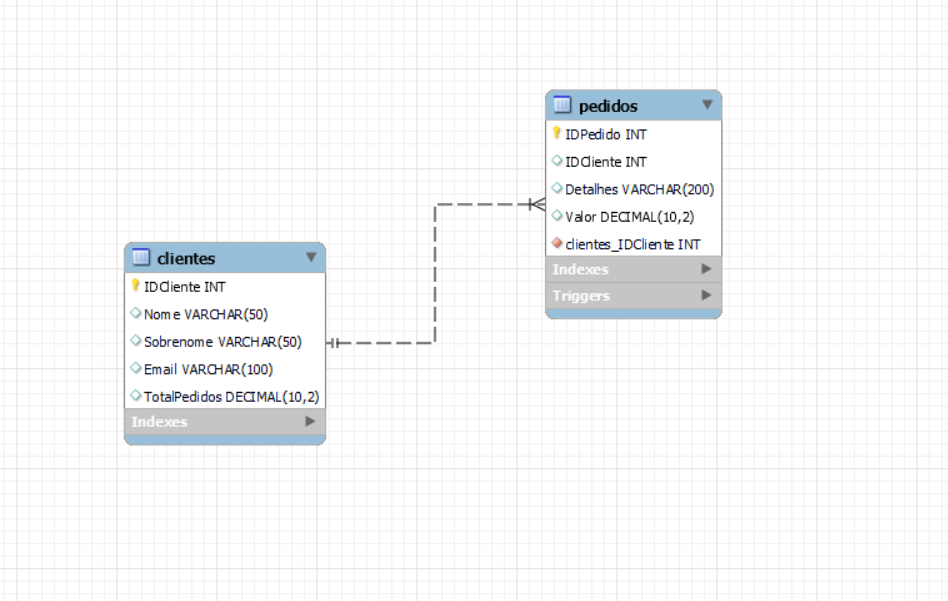 pedidos
IDPedido INT
IDCliente INT
Detalhes VARCHAR(200)
Valor DECIMAL(10,2)
clientes_IDCliente INT
Indexes
Triggers
clientes
IDCliente INT
Nome VARCHAR(50)
Sobrenome VARCHAR(50)
Email VARCHAR(100)
TotalPedidos DECIMAL(10,2)
Indexes